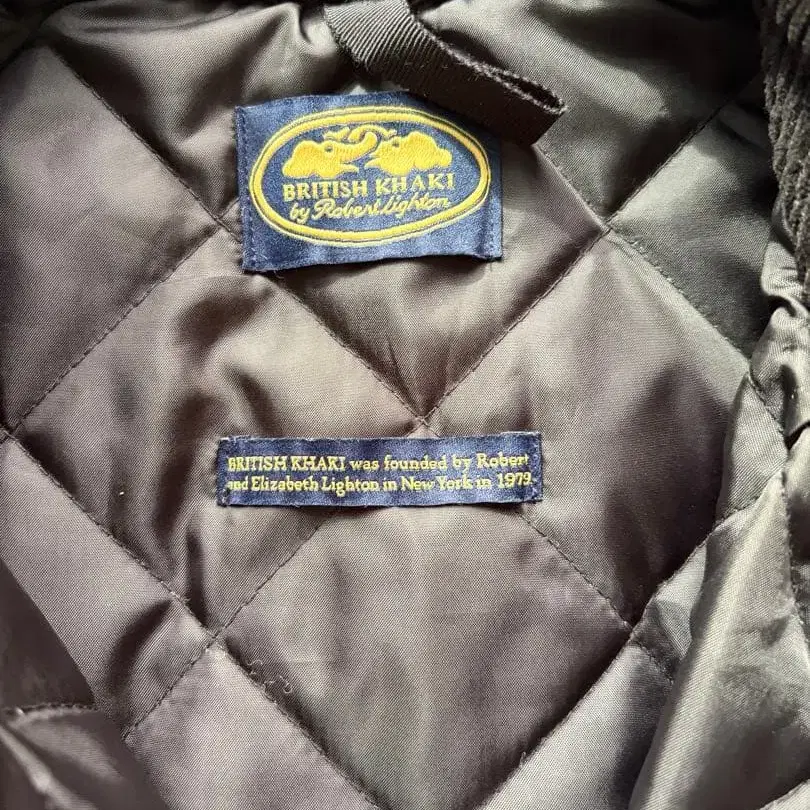 BRITISH KHAKI
by Robert Lighton
BRITISH KHAKI was founded by Robert
and Elizabeth Lighton in New York in 1979.